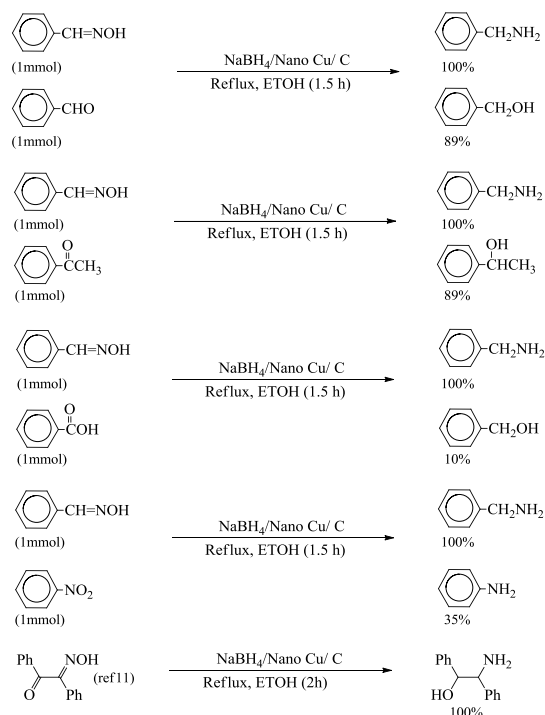 CH=NOH
(1mmol)
NaBH4/Nano Cu/ C
Reflux, ETOH (1.5 h)
CH2NH2
100%
CHO
(1mmol)
CH2OH
89%
CH=NOH
(1mmol)
NaBH4/Nano Cu/ C
Reflux, ETOH (1.5 h)
CH2NH2
100%
O
CCH3
(1mmol)
OH
CHCH3
89%
CH=NOH
(1mmol)
NaBH4/Nano Cu/ C
Reflux, ETOH (1.5 h)
CH2NH2
100%
O
COH
(1mmol)
CH2OH
10%
CH=NOH
(1mmol)
NaBH4/Nano Cu/ C
Reflux, ETOH (1.5 h)
CH2NH2
100%
NO2
(1mmol)
NH2
35%
Ph NOH (ref11)
O Ph
NaBH4/Nano Cu/ C
Reflux, ETOH (2h)
Ph NH2
HO Ph
100%